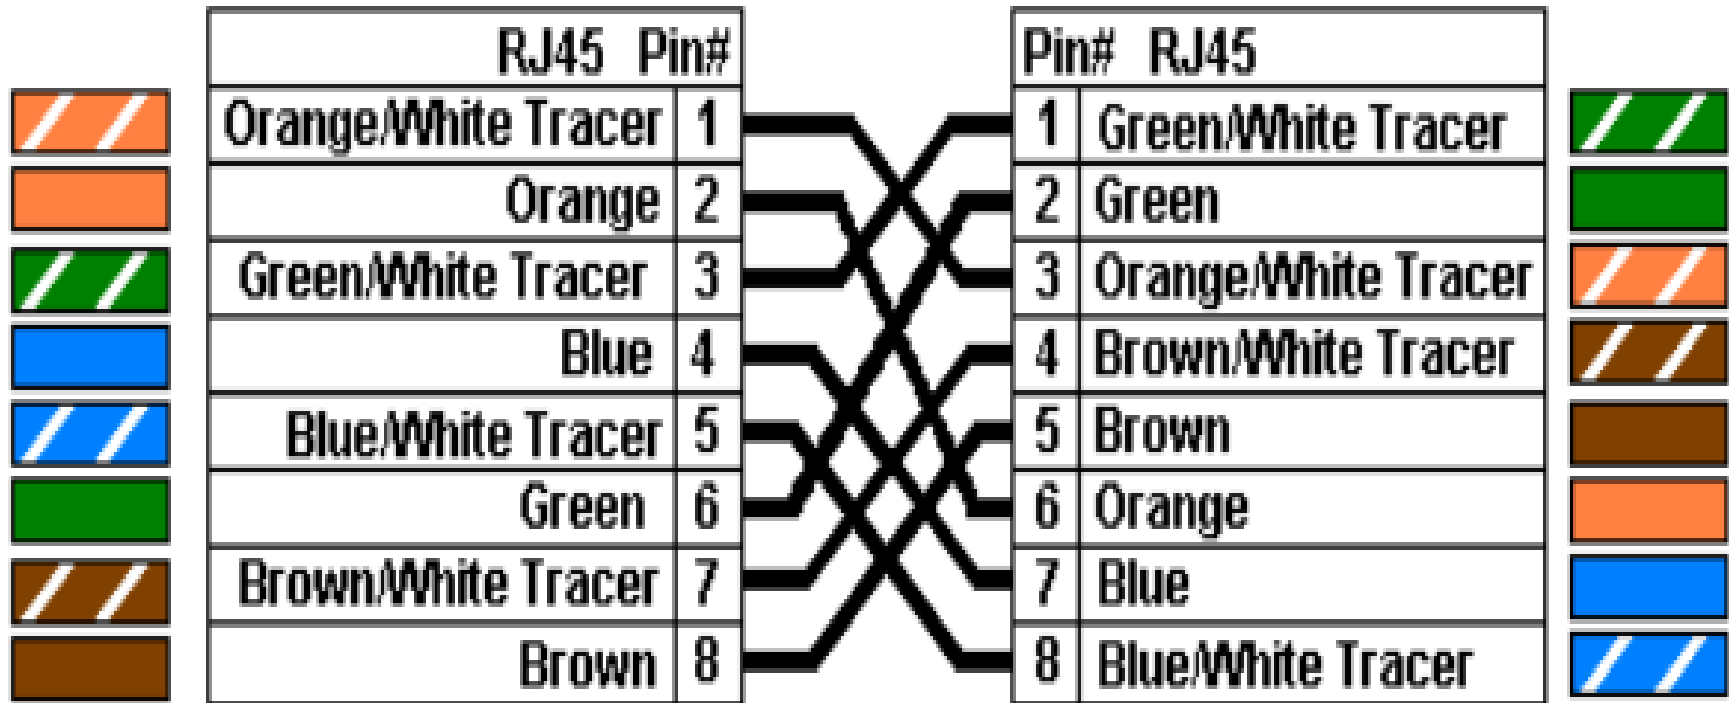 RJ45 Pin# Pin# RJ45
Orange/White Tracer 1 1 Green/White Tracer
Orange 2 2 Green
Green/White Tracer 3 3 Orange/White Tracer
Blue 4 4 Brown/White Tracer
Blue/White Tracer 5 5 Brown
Green 6 6 Orange
Brown/White Tracer 7 7 Blue
Brown 8 8 Blue/White Tracer